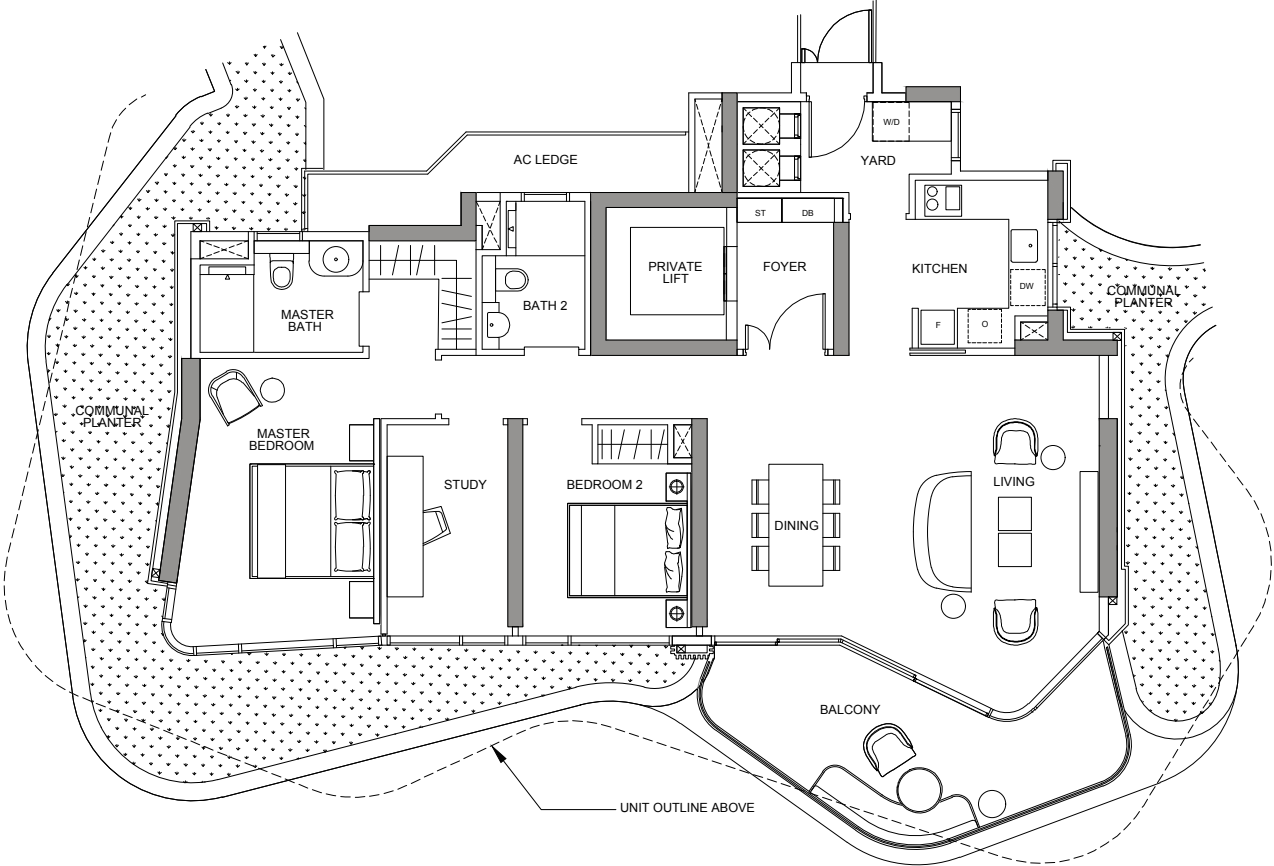 W/D
AC LEDGE
YARD
ST
DB
PRIVATE
LIFT
FOYER
KITCHEN
DW
COMMUNAL
PLANTER
BATH 2
MASTER
BATH
F
O
COMMUNAL
PLANTER
MASTER
BEDROOM
STUDY
BEDROOM 2
LIVING
DINING
BALCONY
UNIT OUTLINE ABOVE